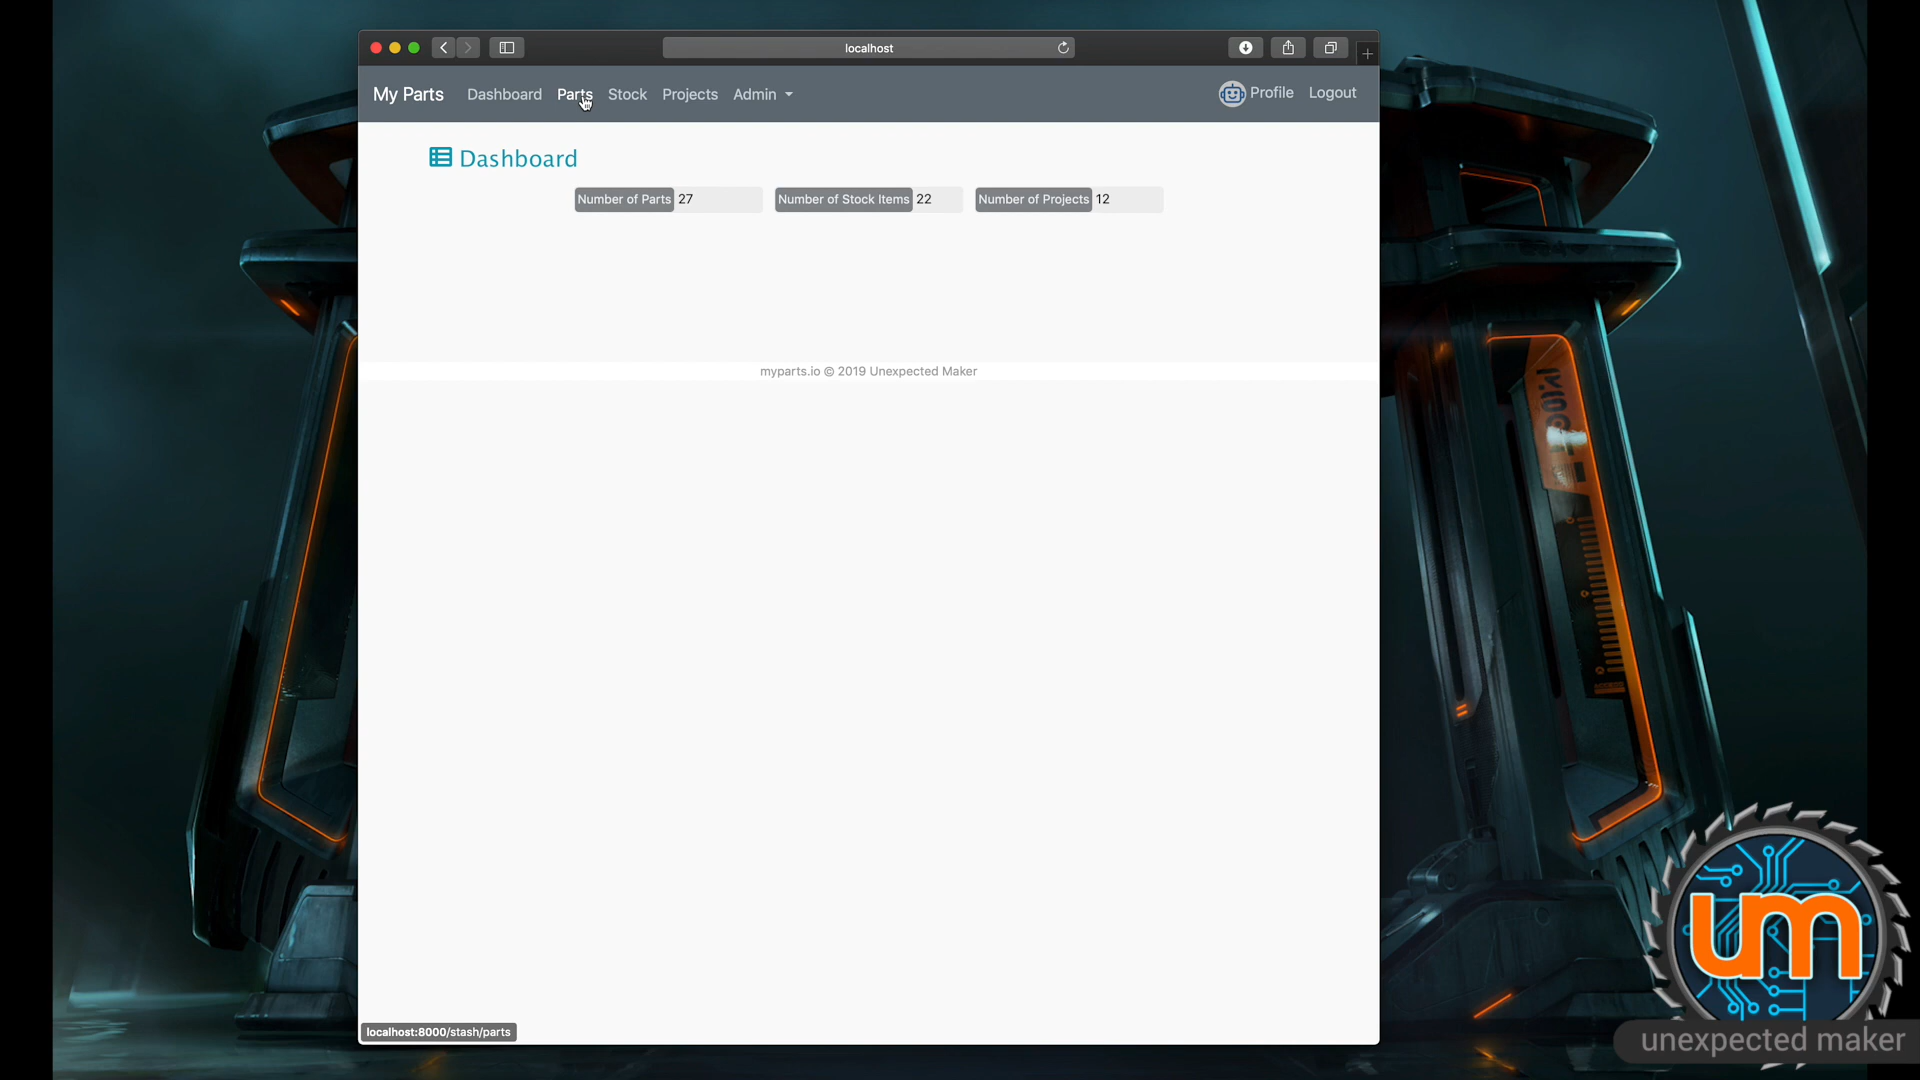 localhost
My Parts Dashboard Parts Stock Projects Admin Profile Logout
Dashboard
Number of Parts 27 Number of Stock Items 22 Number of Projects 12
myparts.io © 2019 Unexpected Maker
localhost:8000/stash/parts
um
unexpected maker